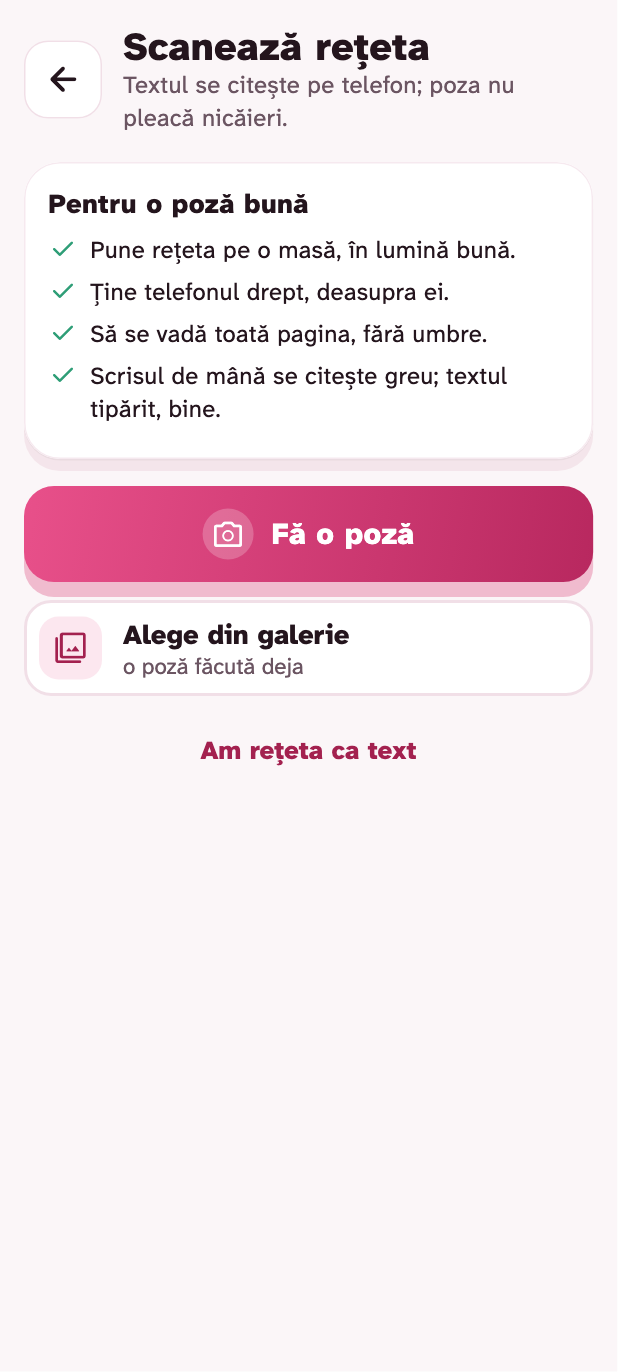 Scanează rețeta
Textul se citește pe telefon; poza nu
pleacă nicăieri.
Pentru o poză bună
Pune rețeta pe o masă, în lumină bună.
Ține telefonul drept, deasupra ei.
Să se vadă toată pagina, fără umbre.
Scrisul de mână se citește greu; textul
tipărit, bine.
Fă o poză
Alege din galerie
o poză făcută deja
Am rețeta ca text